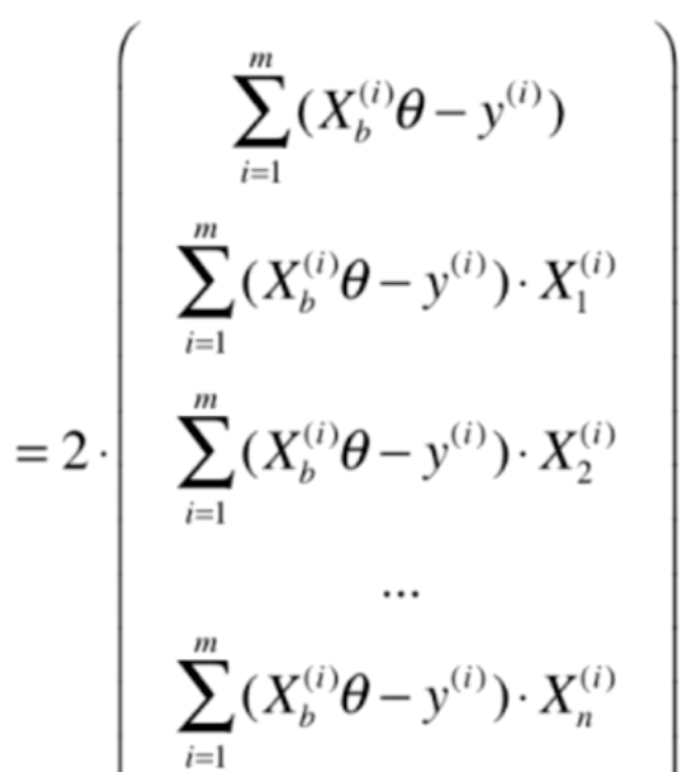 = 2 · (
∑_{i=1}^{m} (X_b^{(i)}θ − y^{(i)})
∑_{i=1}^{m} (X_b^{(i)}θ − y^{(i)}) · X_1^{(i)}
∑_{i=1}^{m} (X_b^{(i)}θ − y^{(i)}) · X_2^{(i)}
...
∑_{i=1}^{m} (X_b^{(i)}θ − y^{(i)}) · X_n^{(i)}
)